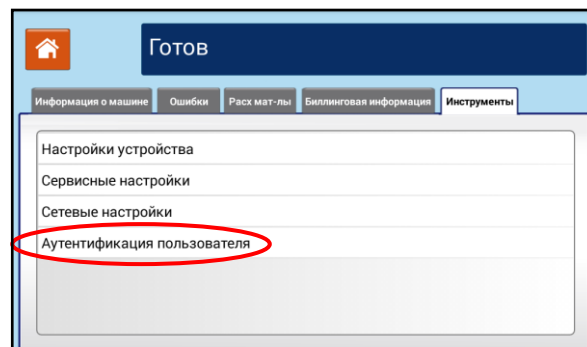 Готов
Информация о машине Ошибки Расх мат-лы Биллинговая информация Инструменты
Настройки устройства
Сервисные настройки
Сетевые настройки
Аутентификация пользователя